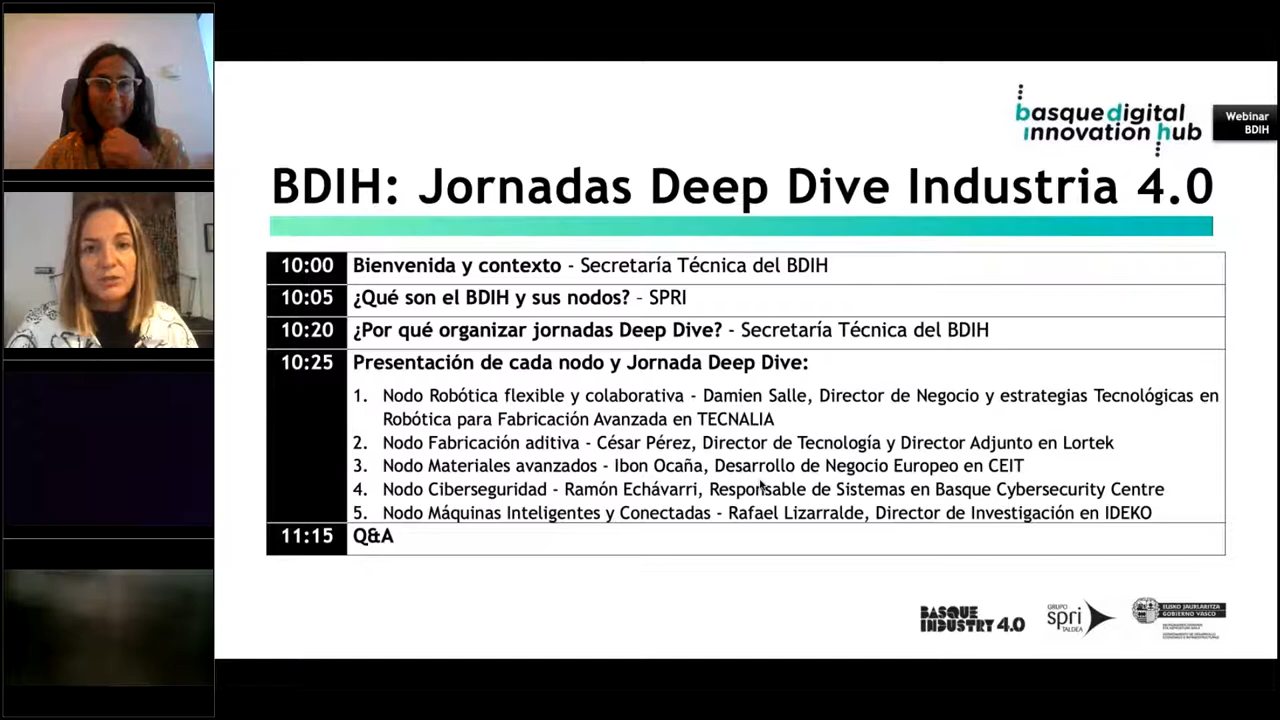 basque digital
innovation hub
Webinar
BDIH
BDIH: Jornadas Deep Dive Industria 4.0
10:00 Bienvenida y contexto - Secretaría Técnica del BDIH
10:05 ¿Qué son el BDIH y sus nodos? – SPRI
10:20 ¿Por qué organizar jornadas Deep Dive? - Secretaría Técnica del BDIH
10:25 Presentación de cada nodo y Jornada Deep Dive:
1. Nodo Robótica flexible y colaborativa - Damien Salle, Director de Negocio y estrategias Tecnológicas en
Robótica para Fabricación Avanzada en TECNALIA
2. Nodo Fabricación aditiva - César Pérez, Director de Tecnología y Director Adjunto en Lortek
3. Nodo Materiales avanzados - Ibon Ocaña, Desarrollo de Negocio Europeo en CEIT
4. Nodo Ciberseguridad - Ramón Echávarri, Responsable de Sistemas en Basque Cybersecurity Centre
5. Nodo Máquinas Inteligentes y Conectadas - Rafael Lizarralde, Director de Investigación en IDEKO
11:15 Q&A
BASQUE
INDUSTRY 4.0
GRUPO
spri
TALDEA
EUSKO JAURLARITZA
GOBIERNO VASCO